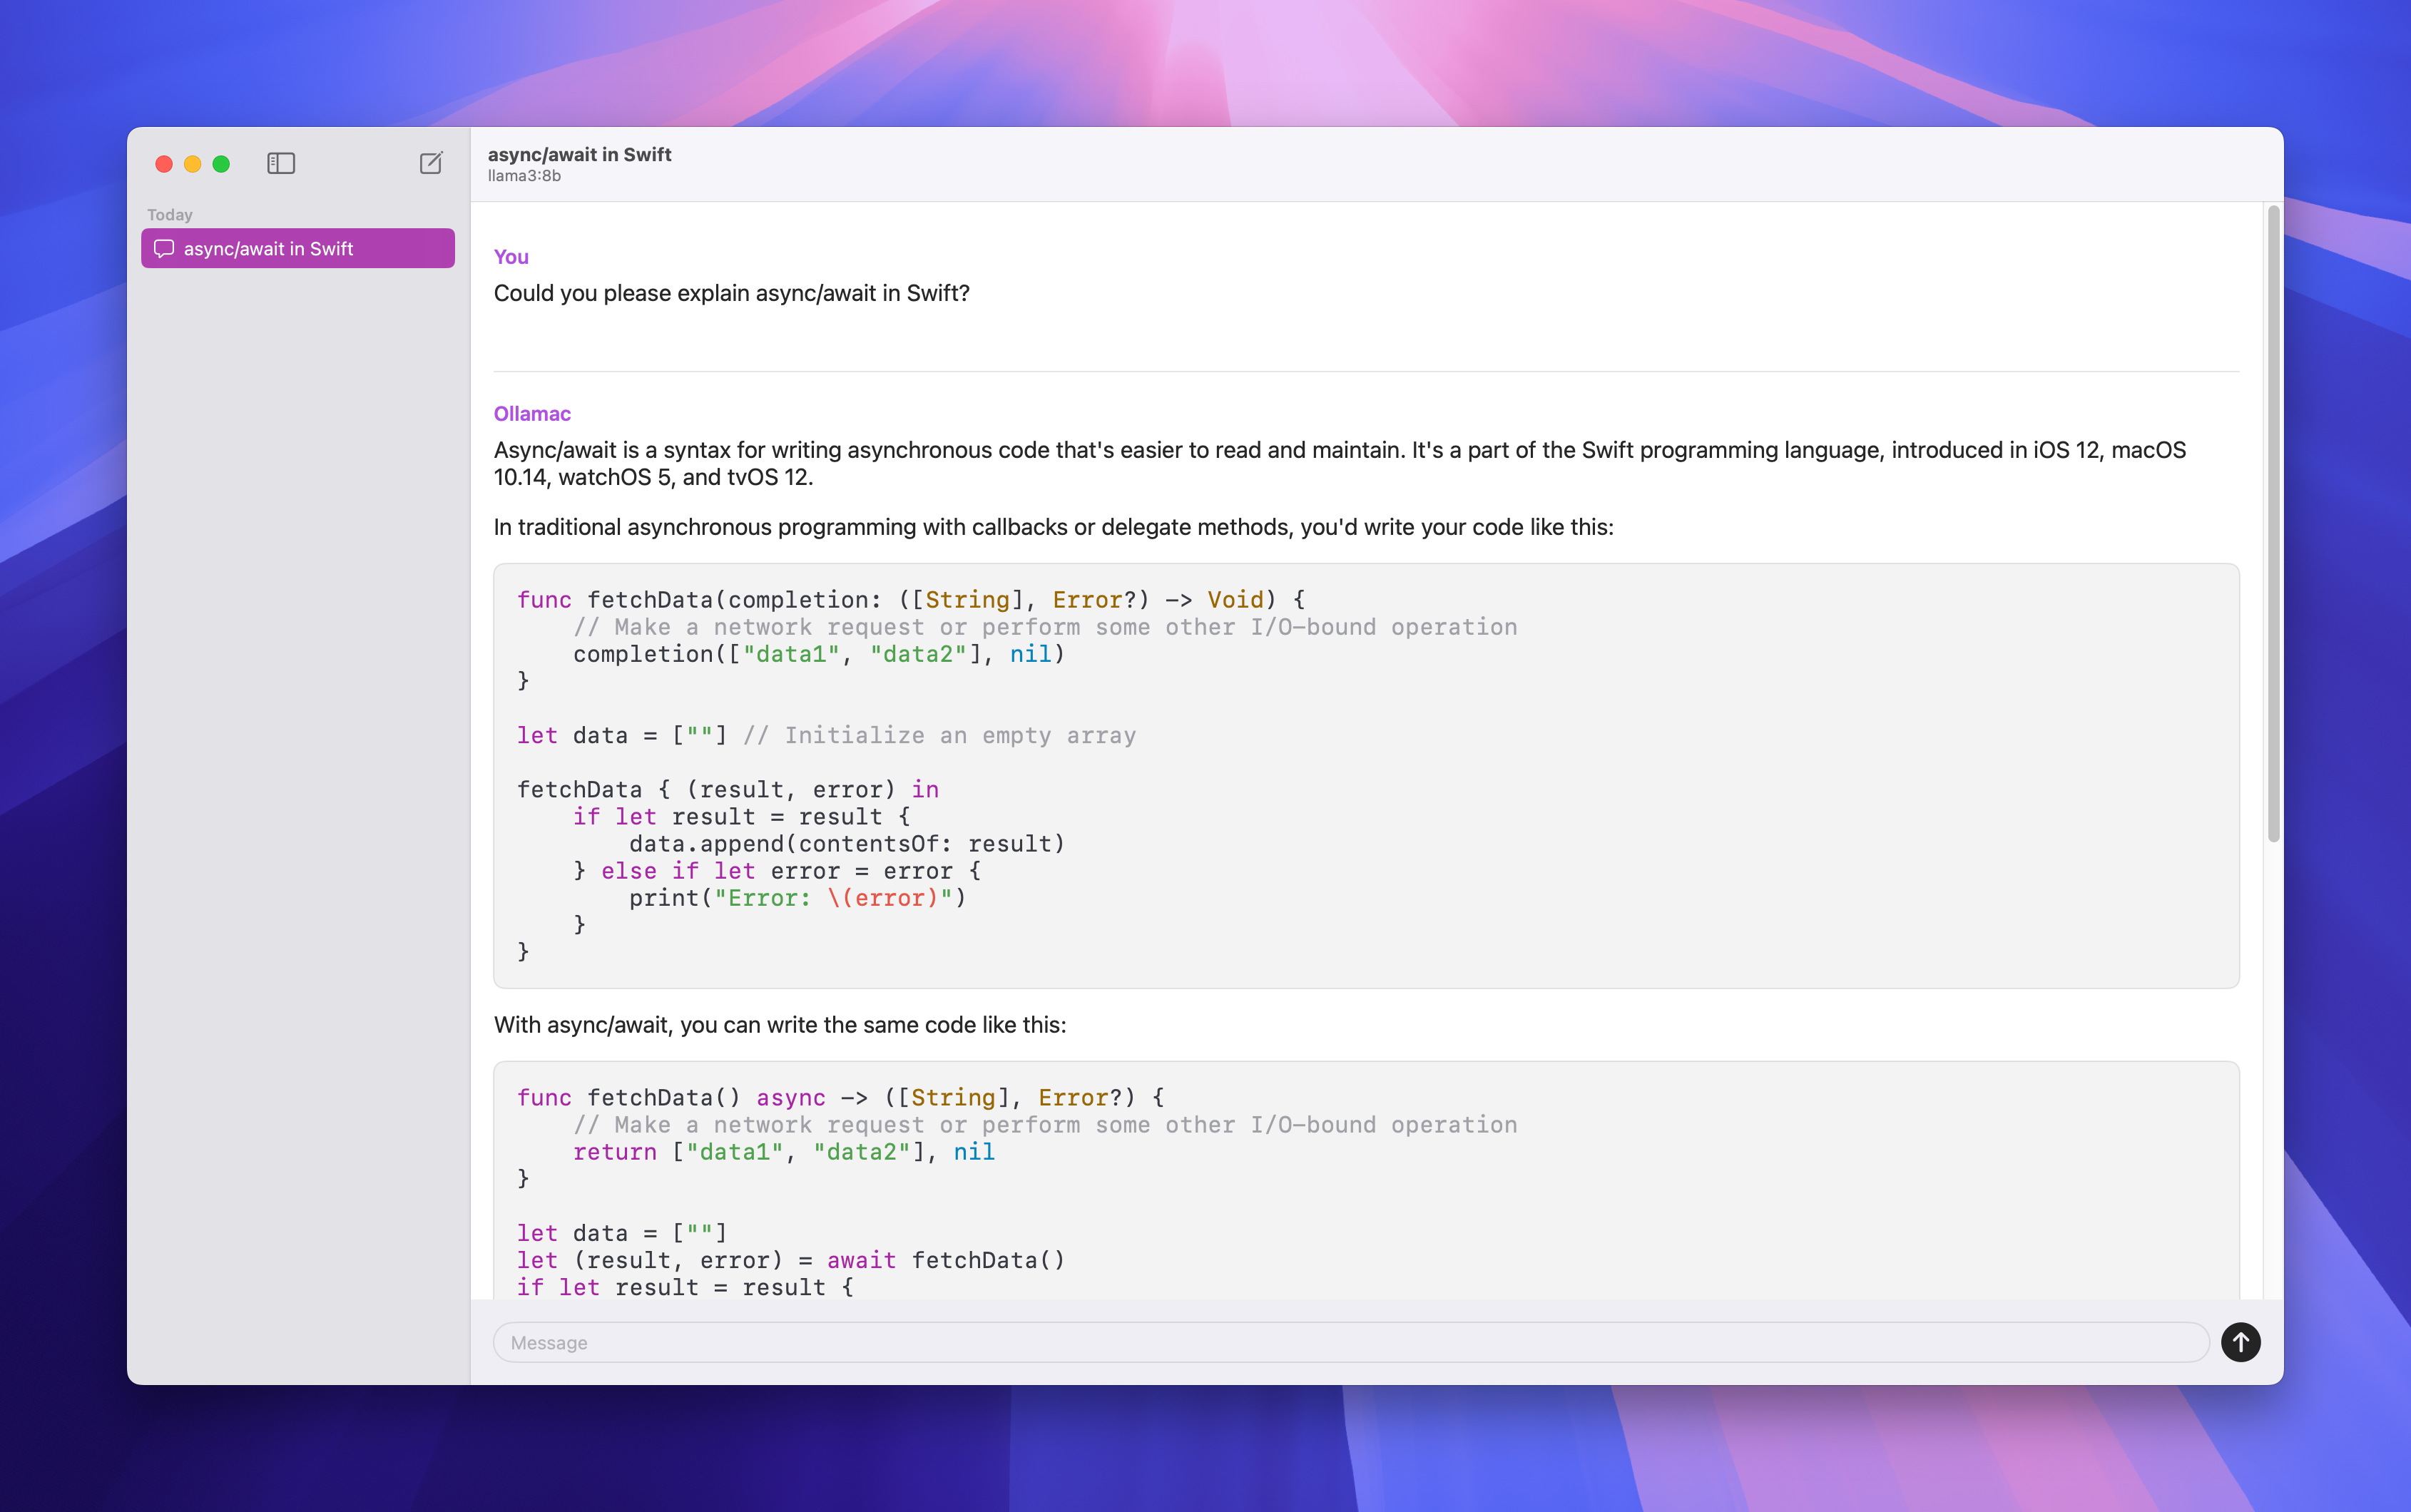 async/await in Swift
llama3:8b
Today
async/await in Swift
You
Could you please explain async/await in Swift?
Ollamac
Async/await is a syntax for writing asynchronous code that's easier to read and maintain. It's a part of the Swift programming language, introduced in iOS 12, macOS
10.14, watchOS 5, and tvOS 12.
In traditional asynchronous programming with callbacks or delegate methods, you'd write your code like this:
func fetchData(completion: ([String], Error?) -> Void) {
    // Make a network request or perform some other I/O-bound operation
    completion(["data1", "data2"], nil)
}
let data = [""] // Initialize an empty array
fetchData { (result, error) in
    if let result = result {
        data.append(contentsOf: result)
    } else if let error = error {
        print("Error: \(error)")
    }
}
With async/await, you can write the same code like this:
func fetchData() async -> ([String], Error?) {
    // Make a network request or perform some other I/O-bound operation
    return ["data1", "data2"], nil
}
let data = [""]
let (result, error) = await fetchData()
if let result = result {
Message